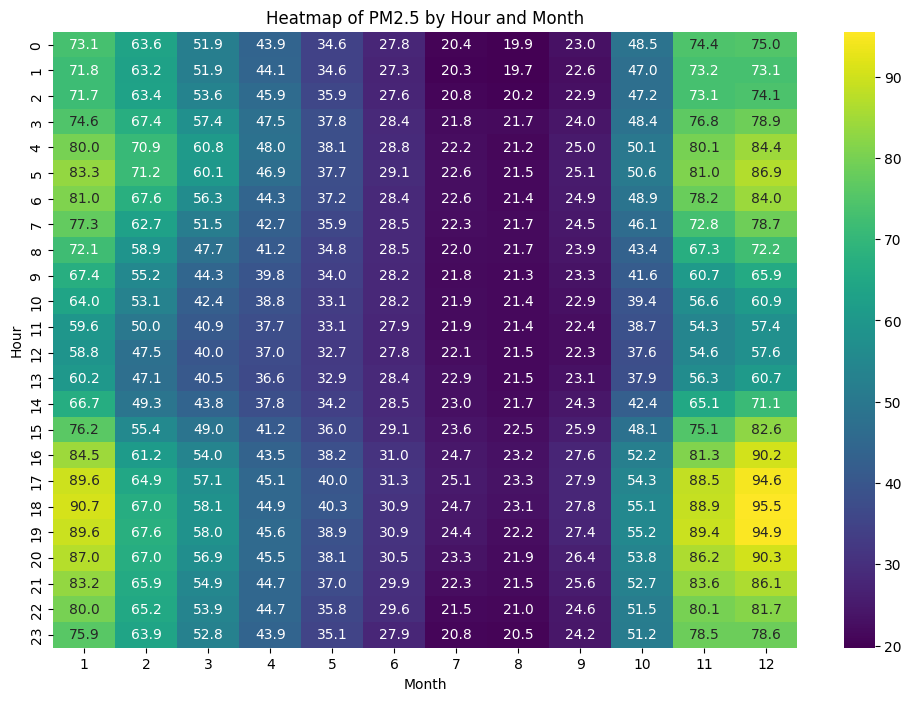 Heatmap of PM2.5 by Hour and Month
0 73.1 63.6 51.9 43.9 34.6 27.8 20.4 19.9 23.0 48.5 74.4 75.0
1 71.8 63.2 51.9 44.1 34.6 27.3 20.3 19.7 22.6 47.0 73.2 73.1
2 71.7 63.4 53.6 45.9 35.9 27.6 20.8 20.2 22.9 47.2 73.1 74.1
3 74.6 67.4 57.4 47.5 37.8 28.4 21.8 21.7 24.0 48.4 76.8 78.9
4 80.0 70.9 60.8 48.0 38.1 28.8 22.2 21.2 25.0 50.1 80.1 84.4
5 83.3 71.2 60.1 46.9 37.7 29.1 22.6 21.5 25.1 50.6 81.0 86.9
6 81.0 67.6 56.3 44.3 37.2 28.4 22.6 21.4 24.9 48.9 78.2 84.0
7 77.3 62.7 51.5 42.7 35.9 28.5 22.3 21.7 24.5 46.1 72.8 78.7
8 72.1 58.9 47.7 41.2 34.8 28.5 22.0 21.7 23.9 43.4 67.3 72.2
9 67.4 55.2 44.3 39.8 34.0 28.2 21.8 21.3 23.3 41.6 60.7 65.9
10 64.0 53.1 42.4 38.8 33.1 28.2 21.9 21.4 22.9 39.4 56.6 60.9
11 59.6 50.0 40.9 37.7 33.1 27.9 21.9 21.4 22.4 38.7 54.3 57.4
12 58.8 47.5 40.0 37.0 32.7 27.8 22.1 21.5 22.3 37.6 54.6 57.6
13 60.2 47.1 40.5 36.6 32.9 28.4 22.9 21.5 23.1 37.9 56.3 60.7
14 66.7 49.3 43.8 37.8 34.2 28.5 23.0 21.7 24.3 42.4 65.1 71.1
15 76.2 55.4 49.0 41.2 36.0 29.1 23.6 22.5 25.9 48.1 75.1 82.6
16 84.5 61.2 54.0 43.5 38.2 31.0 24.7 23.2 27.6 52.2 81.3 90.2
17 89.6 64.9 57.1 45.1 40.0 31.3 25.1 23.3 27.9 54.3 88.5 94.6
18 90.7 67.0 58.1 44.9 40.3 30.9 24.7 23.1 27.8 55.1 88.9 95.5
19 89.6 67.6 58.0 45.6 38.9 30.9 24.4 22.2 27.4 55.2 89.4 94.9
20 87.0 67.0 56.9 45.5 38.1 30.5 23.3 21.9 26.4 53.8 86.2 90.3
21 83.2 65.9 54.9 44.7 37.0 29.9 22.3 21.5 25.6 52.7 83.6 86.1
22 80.0 65.2 53.9 44.7 35.8 29.6 21.5 21.0 24.6 51.5 80.1 81.7
23 75.9 63.9 52.8 43.9 35.1 27.9 20.8 20.5 24.2 51.2 78.5 78.6
1 2 3 4 5 6 7 8 9 10 11 12
Month
Hour
90
80
70
60
50
40
30
20